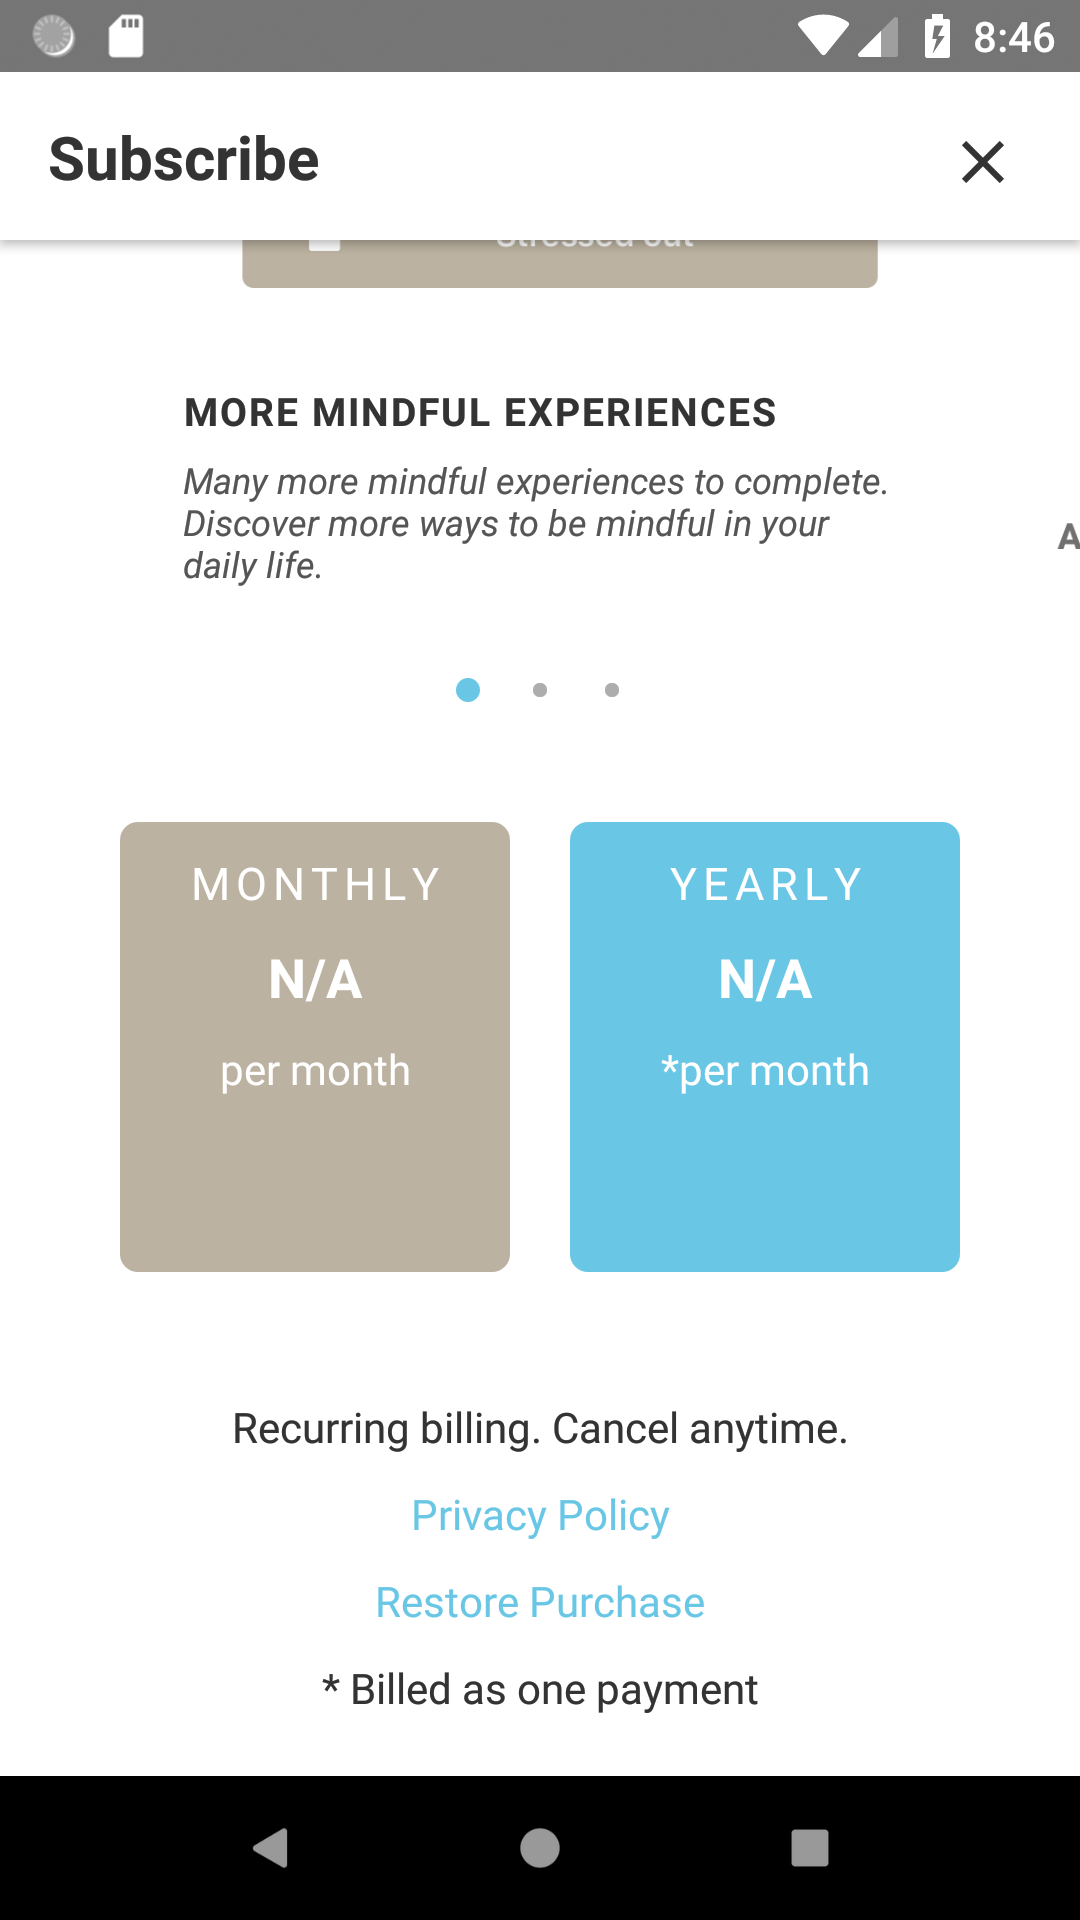 8:46
Subscribe
Stressed out
MORE MINDFUL EXPERIENCES
Many more mindful experiences to complete.
Discover more ways to be mindful in your
daily life.
A
MONTHLY
N/A
per month
YEARLY
N/A
*per month
Recurring billing. Cancel anytime.
Privacy Policy
Restore Purchase
* Billed as one payment